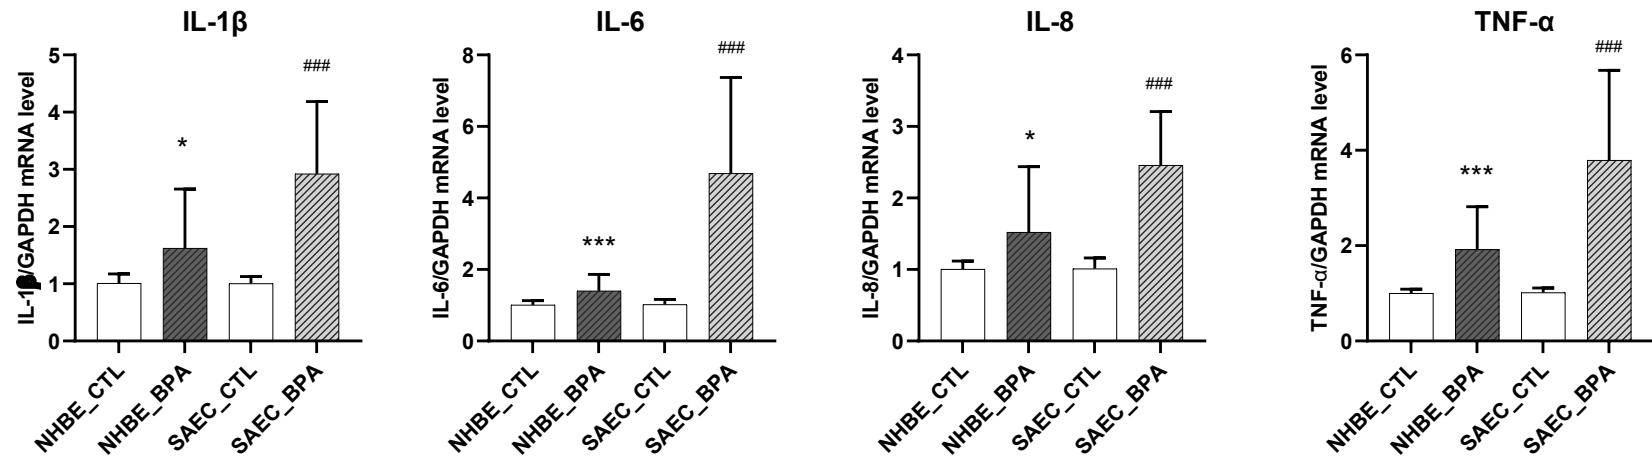 IL-1β
IL-1β/GAPDH mRNA level
5
4
3
2
1
0
*
###
NHBE_CTL
NHBE_BPA
SAEC_CTL
SAEC_BPA
IL-6
IL-6/GAPDH mRNA level
8
6
4
2
0
***
###
NHBE_CTL
NHBE_BPA
SAEC_CTL
SAEC_BPA
IL-8
IL-8/GAPDH mRNA level
4
3
2
1
0
*
###
NHBE_CTL
NHBE_BPA
SAEC_CTL
SAEC_BPA
TNF-α
TNF-α/GAPDH mRNA level
6
4
2
0
***
###
NHBE_CTL
NHBE_BPA
SAEC_CTL
SAEC_BPA